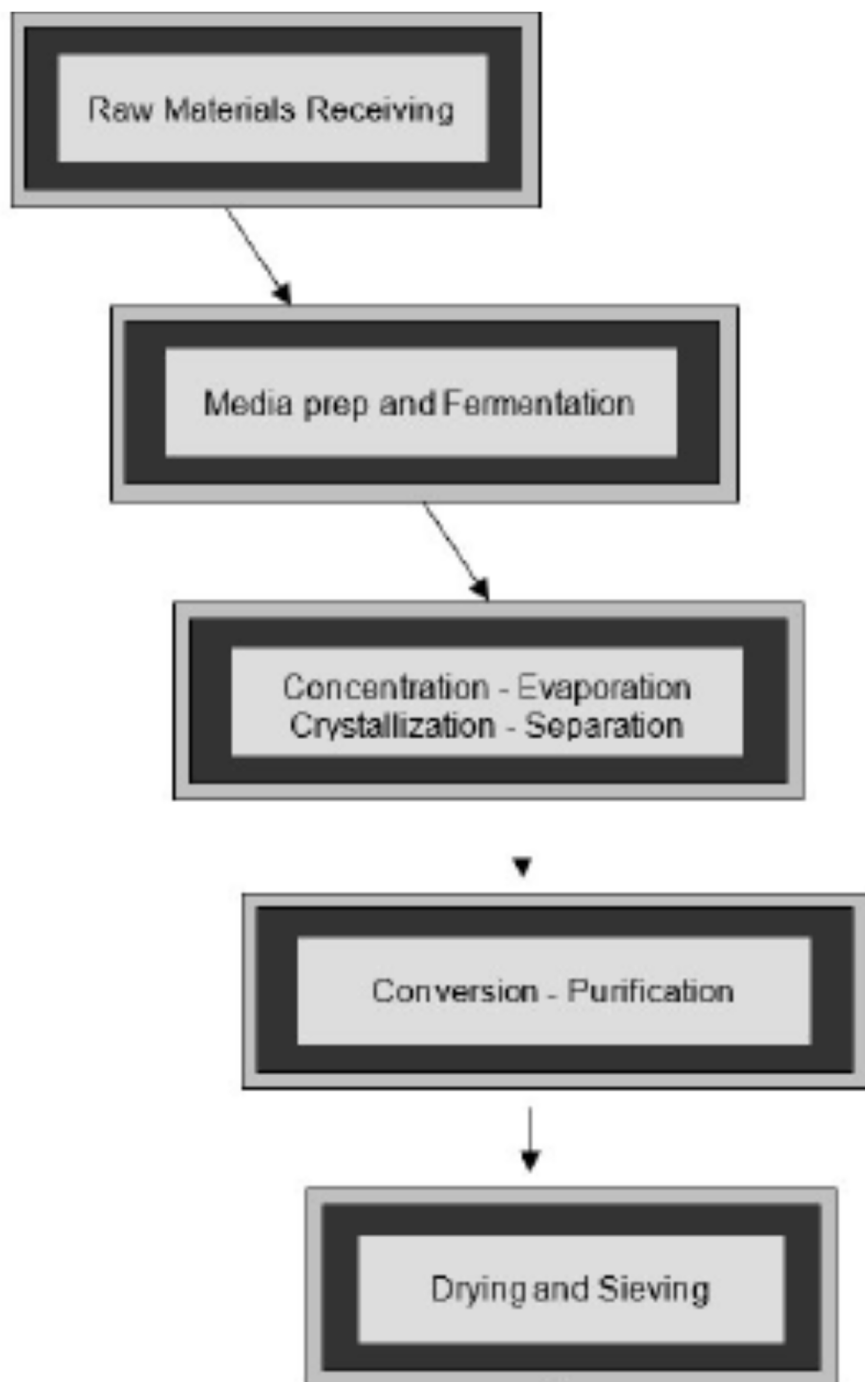 Raw Materials Receiving
Media prep and Fermentation
Concentration - Evaporation
Crystallization - Separation
Conversion - Purification
Drying and Sieving